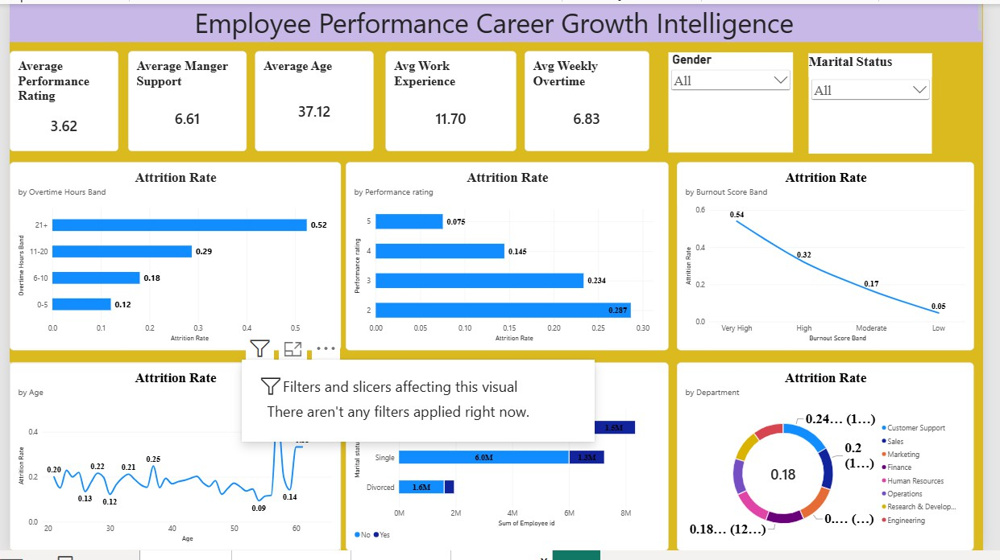 Employee Performance Career Growth Intelligence
Average
Performance
Rating
3.62
Average Manger
Support
6.61
Average Age
37.12
Avg Work
Experience
11.70
Avg Weekly
Overtime
6.83
Gender
All
Marital Status
All
Attrition Rate
by Overtime Hours Band
Overtime Hours Band
21+
0.52
11-20
0.29
6-10
0.18
0-5
0.12
0.0 0.1 0.2 0.3 0.4 0.5
Attrition Rate
Attrition Rate
by Performance rating
Performance rating
5
0.075
4
0.145
3
0.234
2
0.287
0.00 0.05 0.10 0.15 0.20 0.25 0.30
Attrition Rate
Attrition Rate
by Burnout Score Band
Attrition Rate
0.6
0.4
0.2
0.0
0.54
0.32
0.17
0.05
Very High High Moderate Low
Burnout Score Band
Filters and slicers affecting this visual
There aren't any filters applied right now.
Attrition Rate
by Age
Attrition Rate
0.4
0.2
0.0
0.20
0.13
0.22
0.12
0.21
0.25
0.09
0.14
20 30 40 50 60
Age
Marital
1.6M
Single
6.0M
1.3M
Divorced
1.6M
0M 2M 4M 6M 8M
Sum of Employee id
No Yes
Attrition Rate
by Department
0.24... (1...)
0.2
(1...)
0.... (...)
0.18... (12...)
0.18
Customer Support
Sales
Marketing
Finance
Human Resources
Operations
Research & Develop...
Engineering